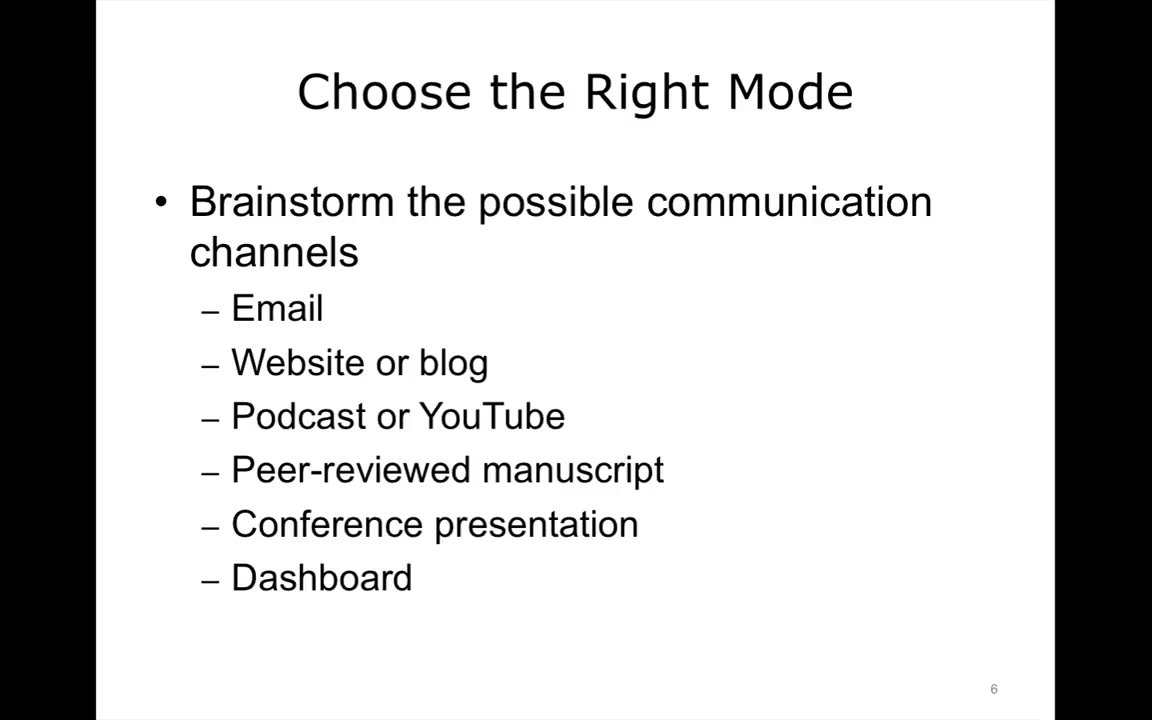 Choose the Right Mode
• Brainstorm the possible communication
channels
– Email
– Website or blog
– Podcast or YouTube
– Peer-reviewed manuscript
– Conference presentation
– Dashboard
6